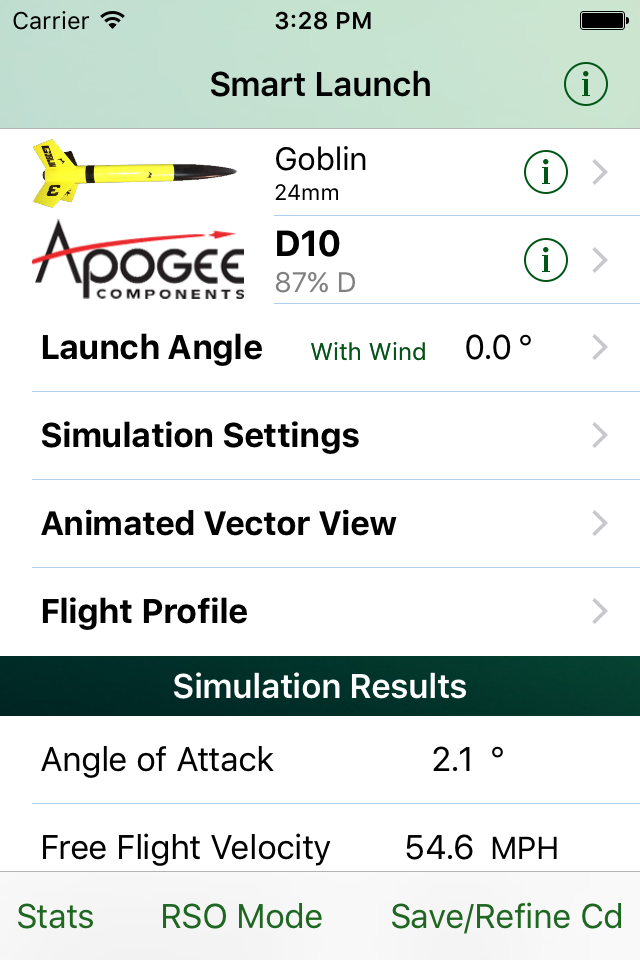 Carrier 3:28 PM
Smart Launch
i
Goblin
24mm
i
APOGEE
COMPONENTS
D10
87% D
i
Launch Angle With Wind 0.0 °
Simulation Settings
Animated Vector View
Flight Profile
Simulation Results
Angle of Attack 2.1 °
Free Flight Velocity 54.6 MPH
Stats RSO Mode Save/Refine Cd